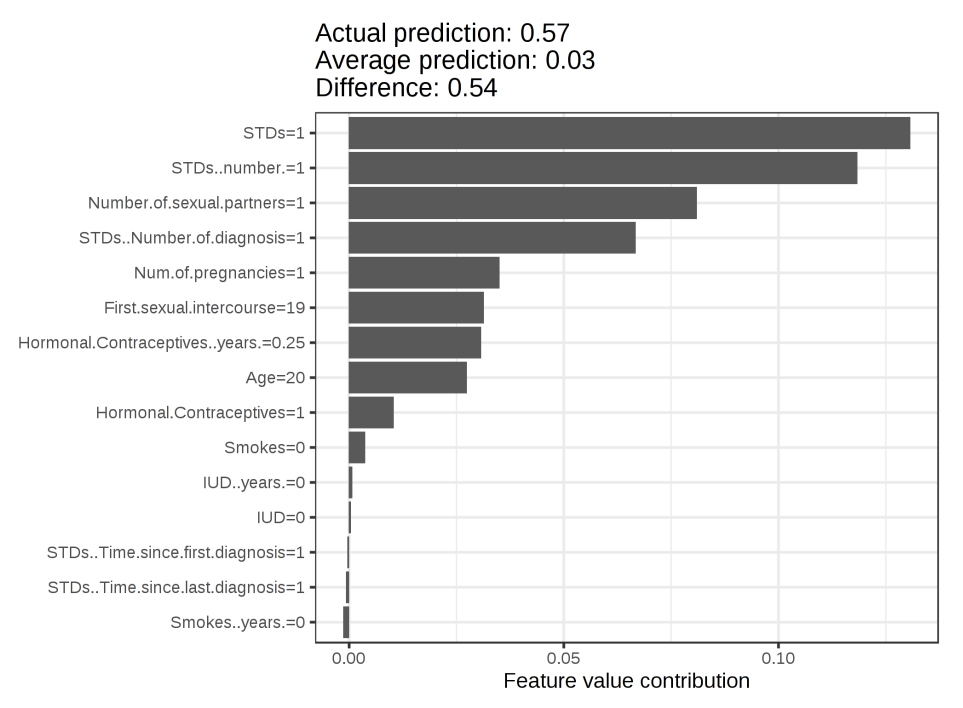 Actual prediction: 0.57
Average prediction: 0.03
Difference: 0.54
STDs=1
STDs..number.=1
Number.of.sexual.partners=1
STDs..Number.of.diagnosis=1
Num.of.pregnancies=1
First.sexual.intercourse=19
Hormonal.Contraceptives..years.=0.25
Age=20
Hormonal.Contraceptives=1
Smokes=0
IUD..years.=0
IUD=0
STDs..Time.since.first.diagnosis=1
STDs..Time.since.last.diagnosis=1
Smokes..years.=0
0.00 0.05 0.10
Feature value contribution